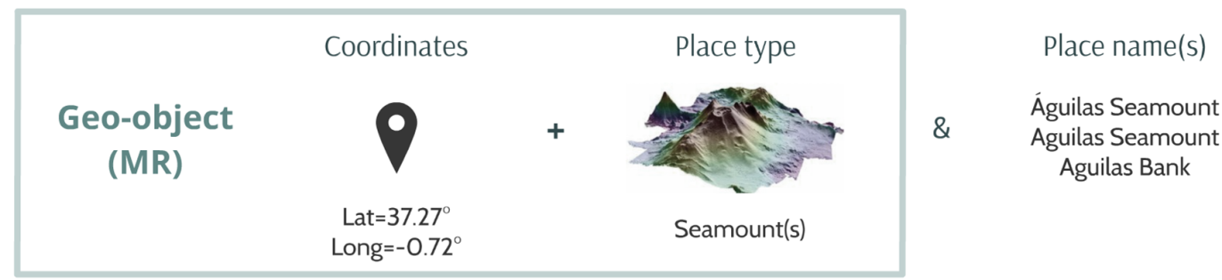 Geo-object
(MR)
Coordinates
Lat=37.27°
Long=-0.72°
+
Place type
Seamount(s)
&
Place name(s)
Águilas Seamount
Aguilas Seamount
Aguilas Bank